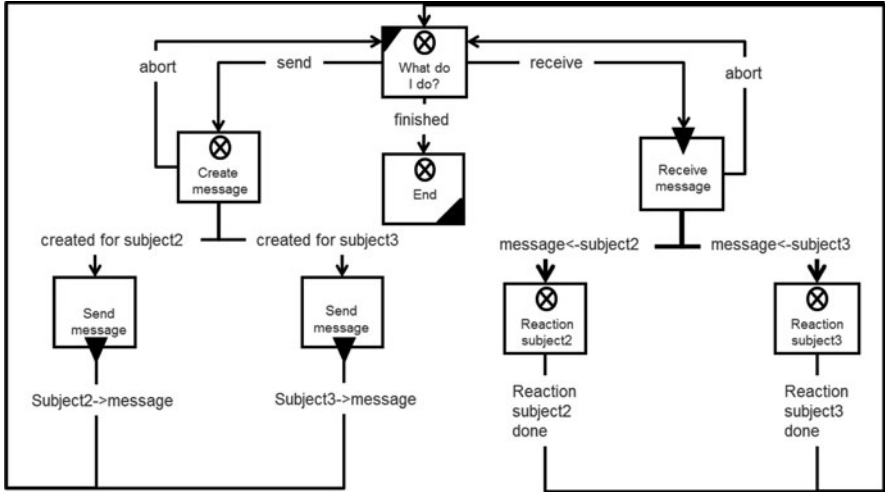 What do
I do?
abort
send
receive
abort
finished
Create
message
End
Receive
message
created for subject2
created for subject3
message<-subject2
message<-subject3
Send
message
Send
message
Reaction
subject2
Reaction
subject3
Subject2->message
Subject3->message
Reaction
subject2
done
Reaction
subject3
done